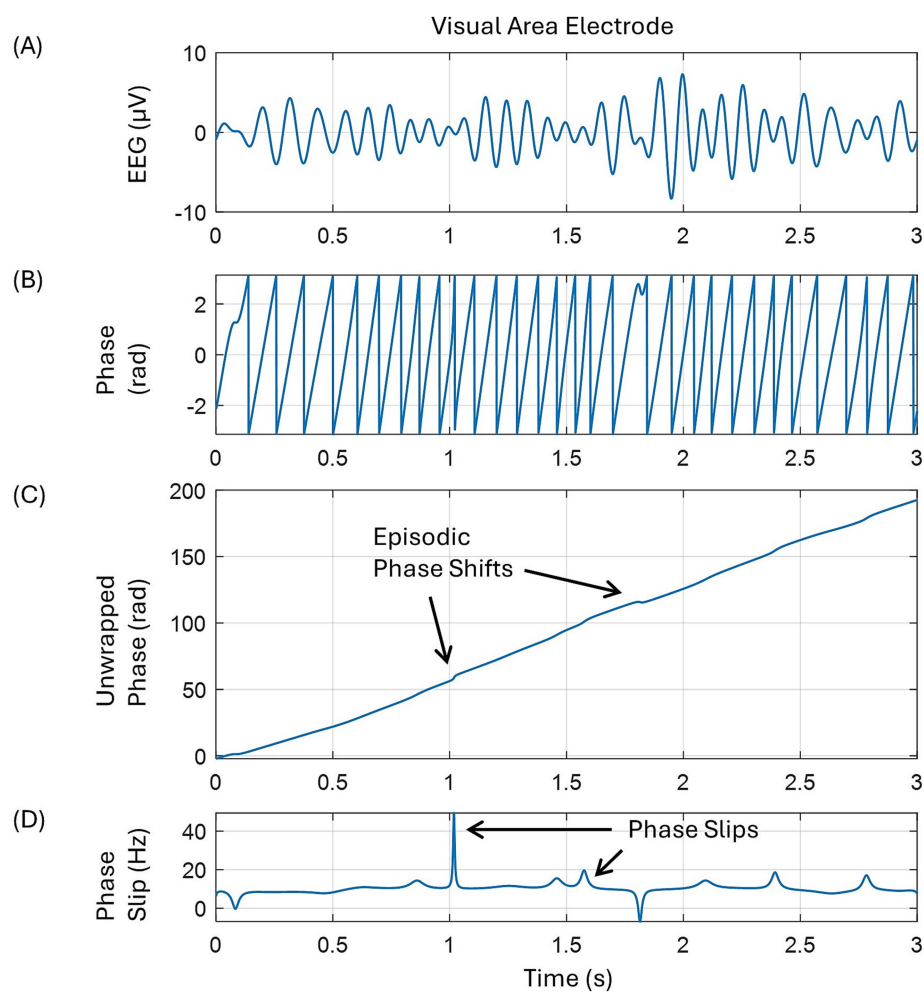 Visual Area Electrode
(A)
EEG (µV)
10
0
-10
0 0.5 1 1.5 2 2.5 3
(B)
Phase
(rad)
2
0
-2
0 0.5 1 1.5 2 2.5 3
(C)
Unwrapped
Phase (rad)
200
150
100
50
0
Episodic
Phase Shifts
0 0.5 1 1.5 2 2.5 3
(D)
Phase
Slip (Hz)
40
20
0
Phase Slips
0 0.5 1 1.5 2 2.5 3
Time (s)